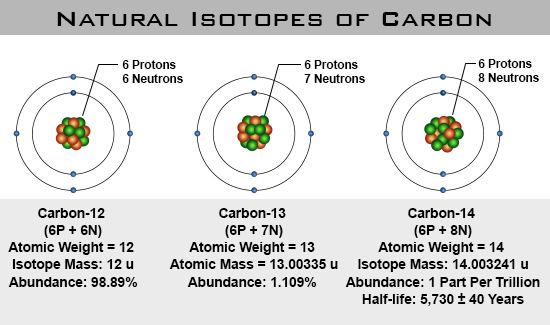 NATURAL ISOTOPES OF CARBON
6 Protons
6 Neutrons
6 Protons
7 Neutrons
6 Protons
8 Neutrons
Carbon-12
(6P + 6N)
Atomic Weight = 12
Isotope Mass: 12 u
Abundance: 98.89%
Carbon-13
(6P + 7N)
Atomic Weight = 13
Atomic Mass = 13.00335 u
Abundance: 1.109%
Carbon-14
(6P + 8N)
Atomic Weight = 14
Isotope Mass: 14.003241 u
Abundance: 1 Part Per Trillion
Half-life: 5,730 ± 40 Years